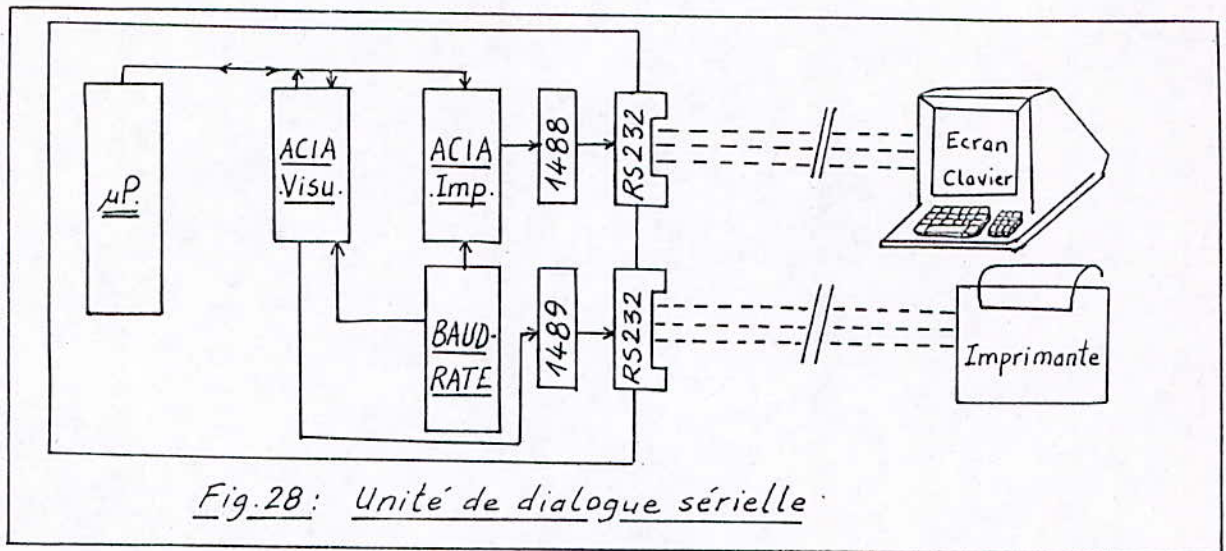 µP.
ACIA
.Visu.
ACIA
.Imp.
BAUD-
RATE
1488
1489
RS232
RS232
Ecran
Clavier
Imprimante
Fig.28: Unité de dialogue sérielle